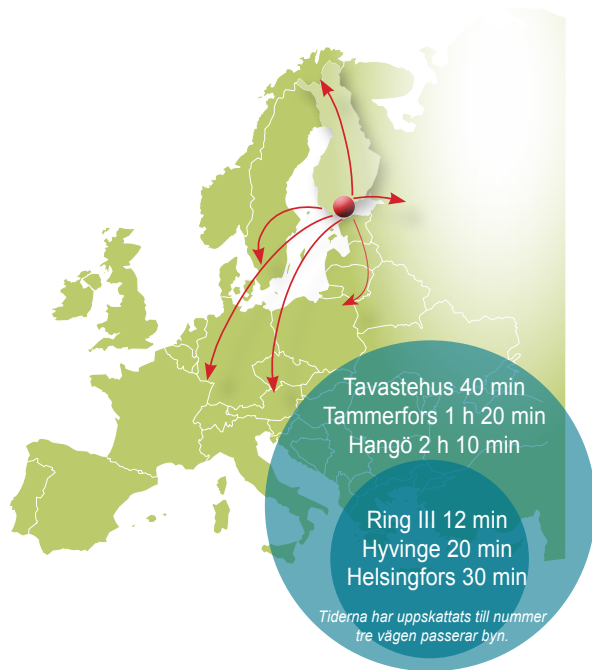 Tavastehus 40 min
Tammerfors 1 h 20 min
Hangö 2 h 10 min
Ring III 12 min
Hyvinge 20 min
Helsingfors 30 min
Tiderna har uppskattats till nummer
tre vägen passerar byn.